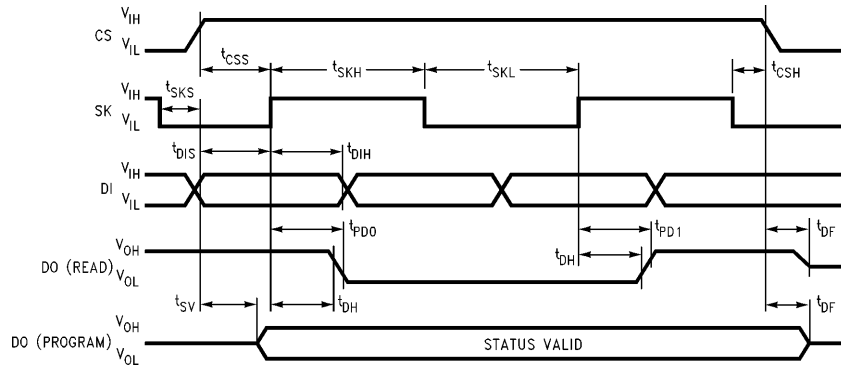 CS V_IH
V_IL
t_CSS t_SKH t_SKL t_CSH
t_SKS
SK V_IH
V_IL
t_DIS t_DIH
DI V_IH
V_IL
t_PD0 t_PD1 t_DF
DO (READ) V_OH
V_OL
t_DH
t_SV t_DH t_DF
DO (PROGRAM) V_OH
V_OL
STATUS VALID